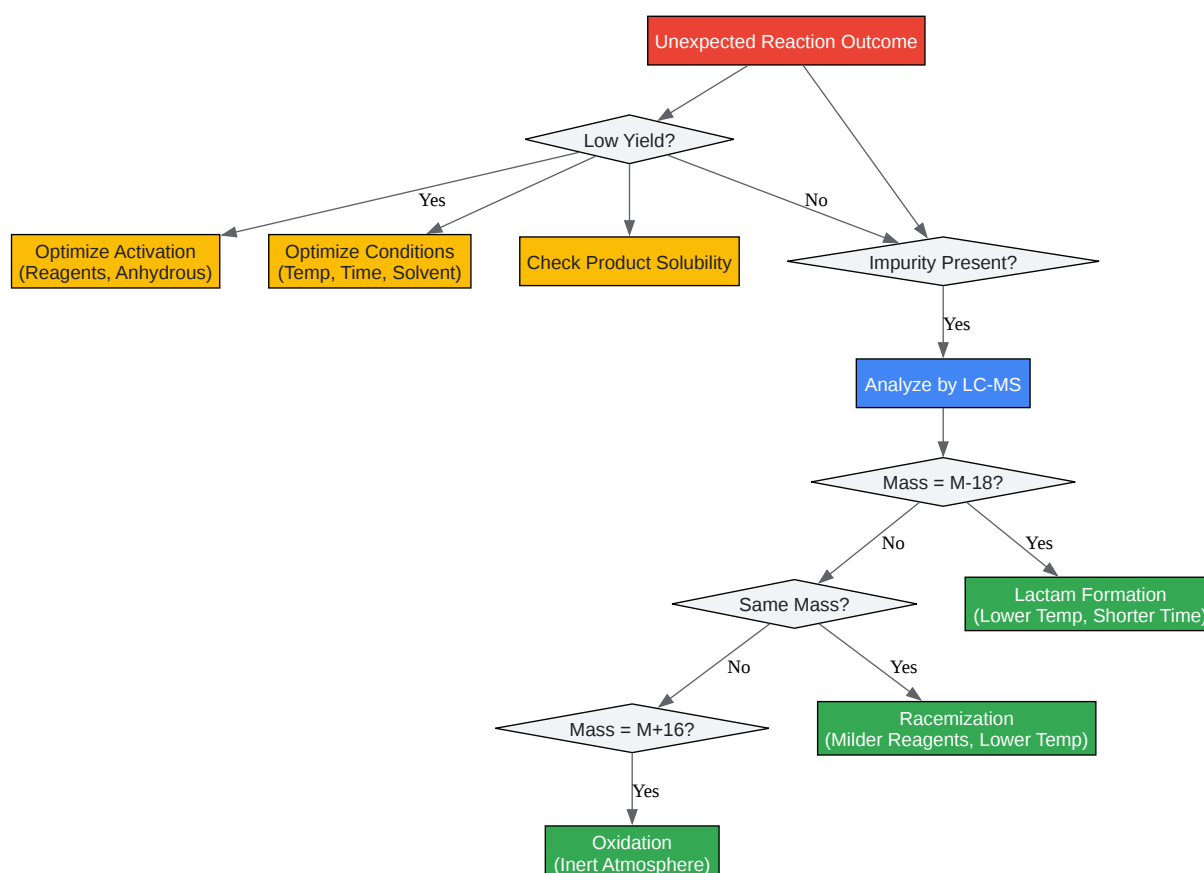 Unexpected Reaction Outcome
Low Yield?
Yes
No
Optimize Activation
(Reagents, Anhydrous)
Optimize Conditions
(Temp, Time, Solvent)
Check Product Solubility
Impurity Present?
Yes
Analyze by LC-MS
Mass = M-18?
No
Yes
Lactam Formation
(Lower Temp, Shorter Time)
Same Mass?
No
Yes
Racemization
(Milder Reagents, Lower Temp)
Mass = M+16?
Yes
Oxidation
(Inert Atmosphere)